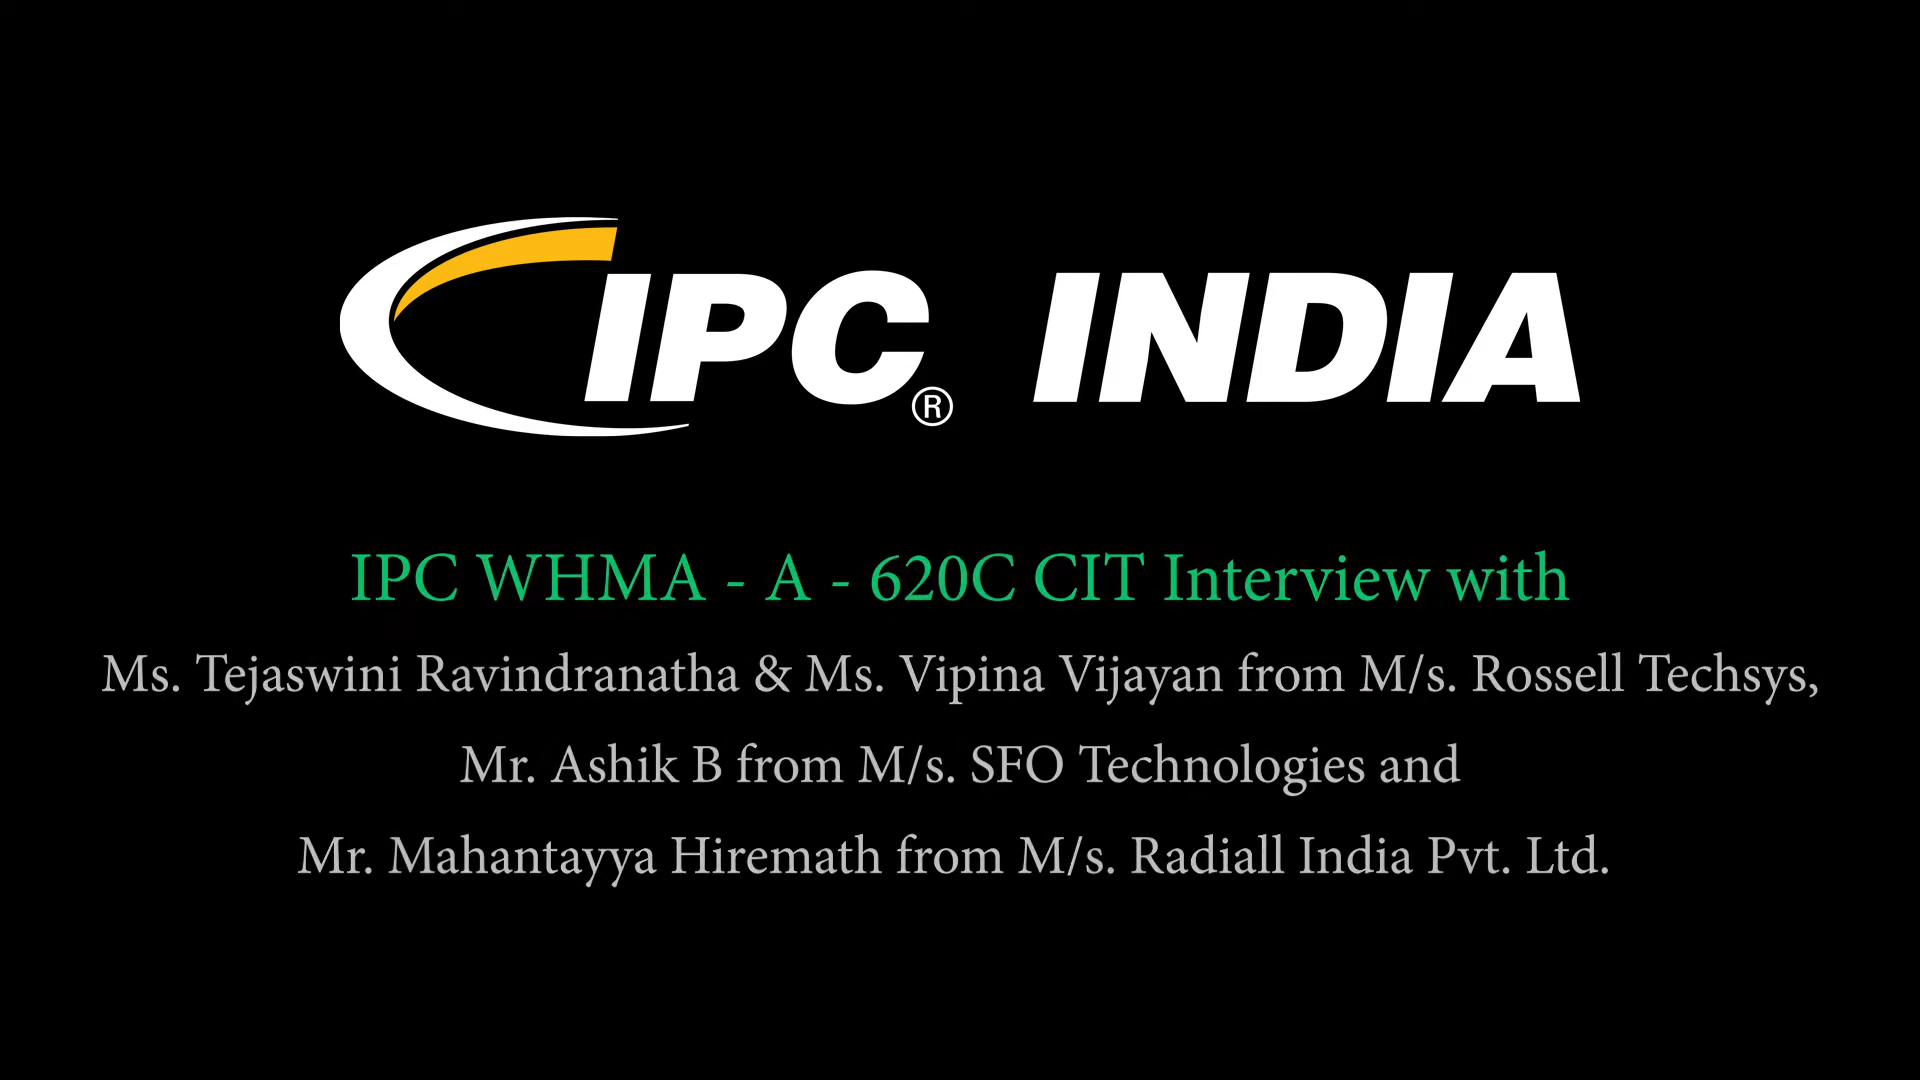 IPC® INDIA
IPC WHMA - A - 620C CIT Interview with
Ms. Tejaswini Ravindranatha & Ms. Vipina Vijayan from M/s. Rossell Techsys,
Mr. Ashik B from M/s. SFO Technologies and
Mr. Mahantayya Hiremath from M/s. Radiall India Pvt. Ltd.